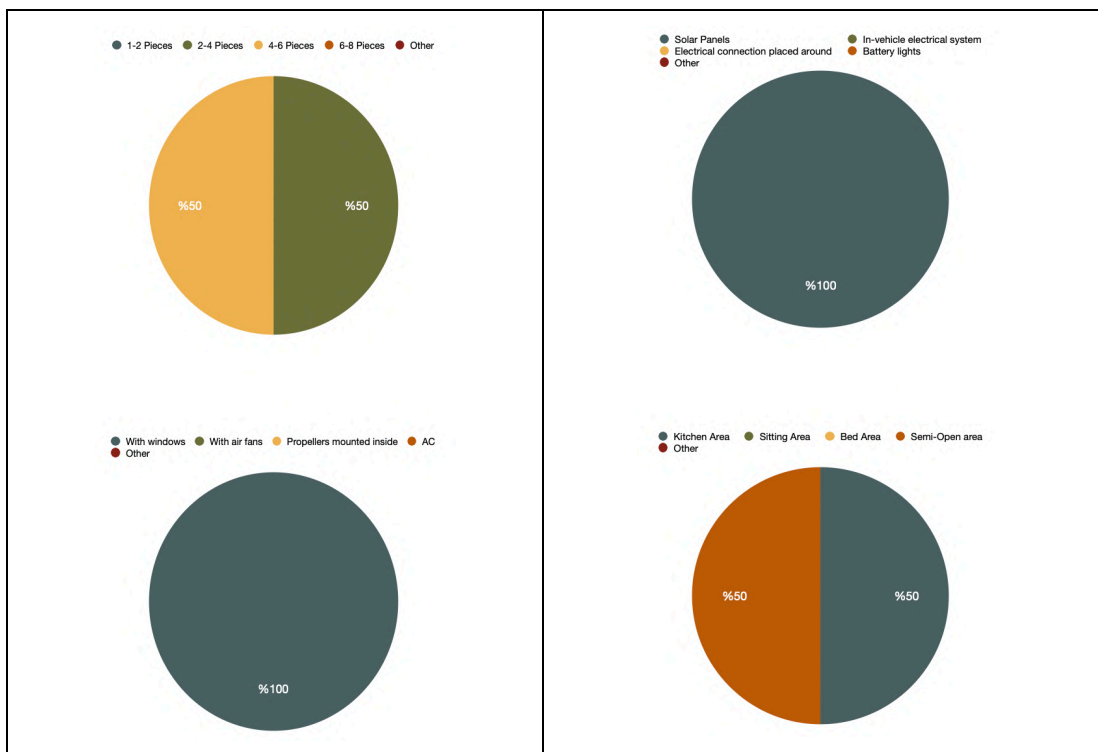 1-2 Pieces 2-4 Pieces 4-6 Pieces 6-8 Pieces Other
%50 %50
Solar Panels In-vehicle electrical system
Electrical connection placed around Battery lights
Other
%100
With windows With air fans Propellers mounted inside AC
Other
%100
Kitchen Area Sitting Area Bed Area Semi-Open area
Other
%50 %50